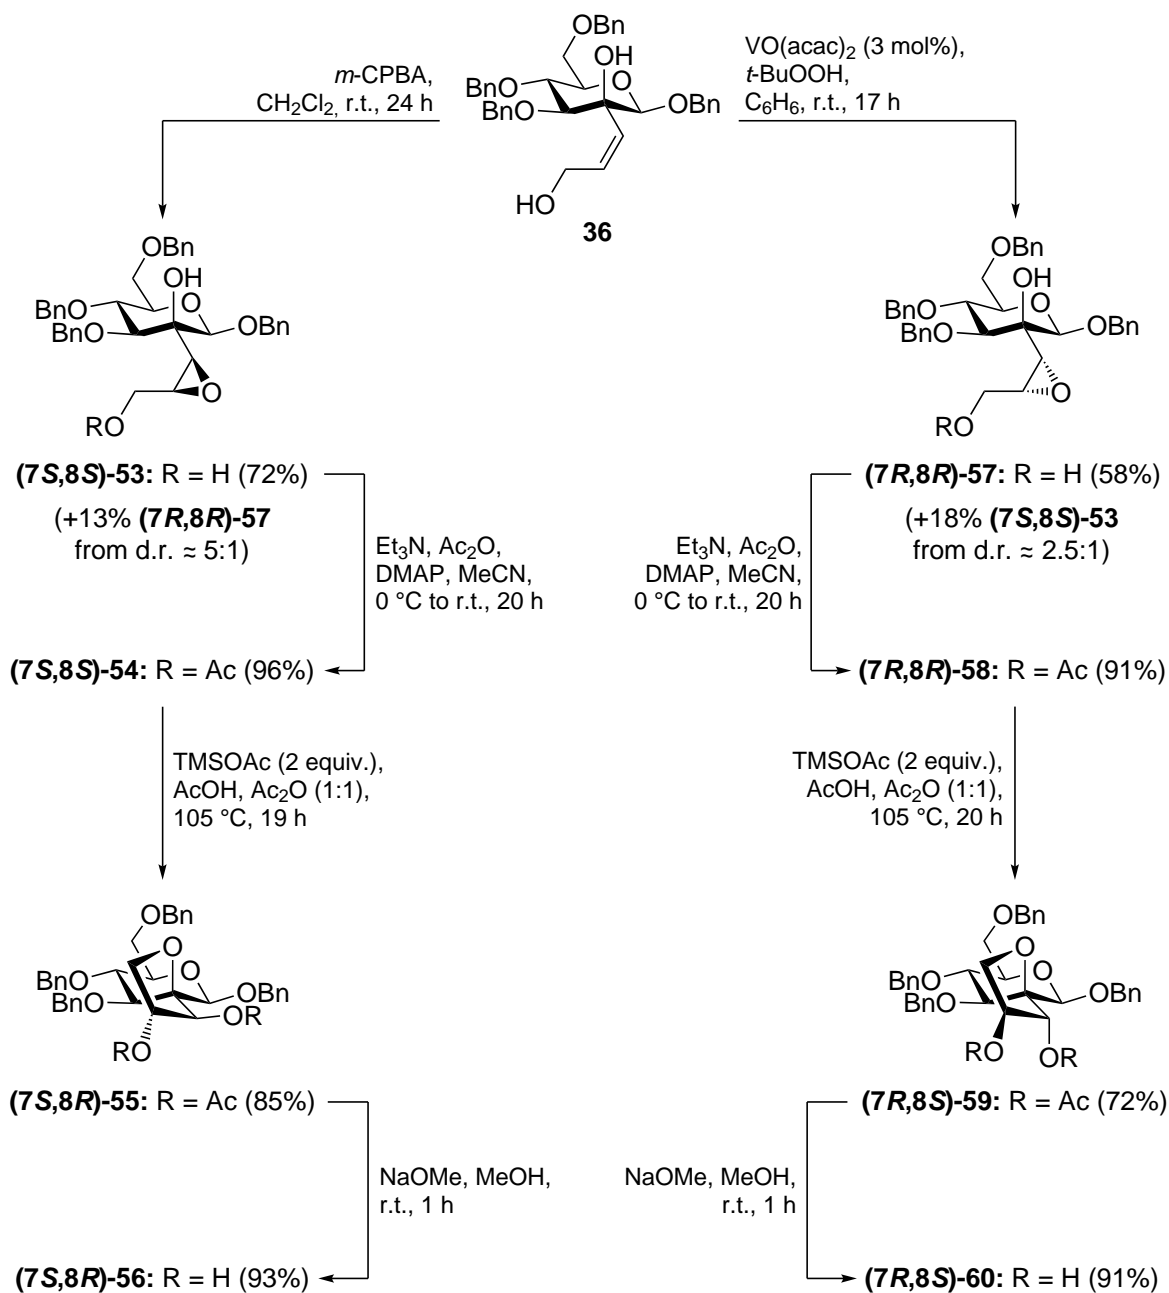 OBn
OH
O
BnO
BnO
OBn
HO
36
m-CPBA,
CH2Cl2, r.t., 24 h
VO(acac)2 (3 mol%),
t-BuOOH,
C6H6, r.t., 17 h
OBn
OH
O
BnO
BnO
OBn
O
RO
(7S,8S)-53: R = H (72%)
(+13% (7R,8R)-57
from d.r. ≈ 5:1)
OBn
OH
O
BnO
BnO
OBn
O
RO
(7R,8R)-57: R = H (58%)
(+18% (7S,8S)-53
from d.r. ≈ 2.5:1)
Et3N, Ac2O,
DMAP, MeCN,
0 °C to r.t., 20 h
Et3N, Ac2O,
DMAP, MeCN,
0 °C to r.t., 20 h
(7S,8S)-54: R = Ac (96%)
(7R,8R)-58: R = Ac (91%)
TMSOAc (2 equiv.),
AcOH, Ac2O (1:1),
105 °C, 19 h
TMSOAc (2 equiv.),
AcOH, Ac2O (1:1),
105 °C, 20 h
OBn
O
O
BnO
BnO
OBn
OR
RO
(7S,8R)-55: R = Ac (85%)
OBn
O
O
BnO
BnO
OBn
RO
OR
(7R,8S)-59: R = Ac (72%)
NaOMe, MeOH,
r.t., 1 h
NaOMe, MeOH,
r.t., 1 h
(7S,8R)-56: R = H (93%)
(7R,8S)-60: R = H (91%)